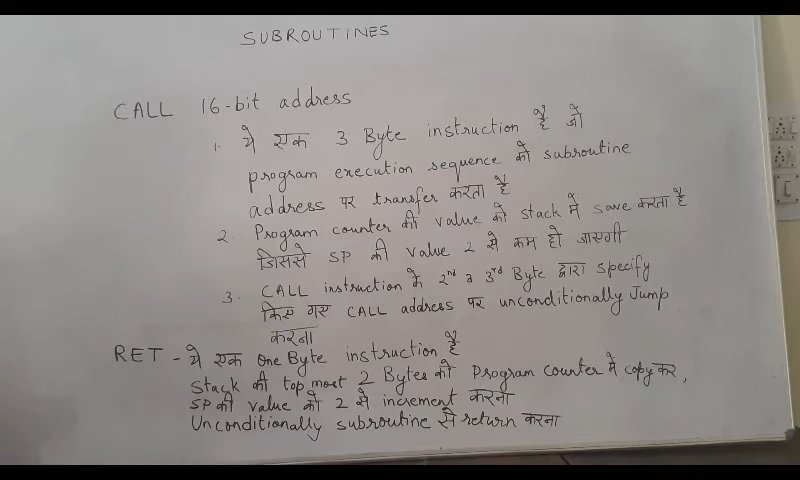 SUBROUTINES
CALL 16-bit address
1. ये एक 3 Byte instruction है जो
program execution sequence को subroutine
address पर transfer करता है
2. Program counter की value को stack में save करता है
जिससे SP की value 2 से कम हो जाएगी
3. CALL instruction के 2nd व 3rd Byte द्वारा specify
किए गए CALL address पर unconditionally Jump
करना
RET - ये एक one Byte instruction है
Stack की top most 2 Bytes को Program counter में copy कर,
SP की value को 2 से increment करना
Unconditionally subroutine से return करना